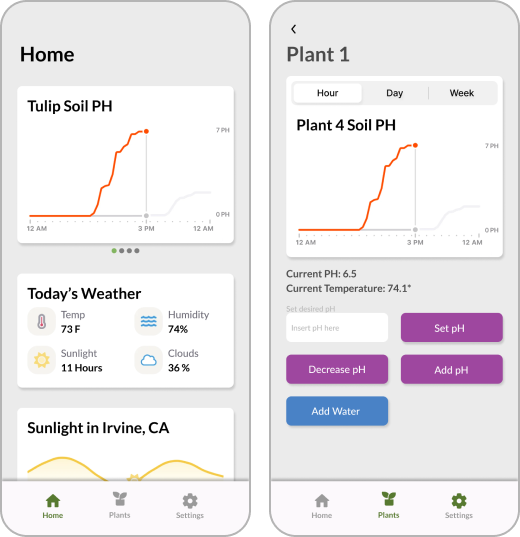 Home
Tulip Soil PH
7 PH
0 PH
12 AM 3 PM 12 AM
Today's Weather
Temp
73 F
Humidity
74%
Sunlight
11 Hours
Clouds
36 %
Sunlight in Irvine, CA
Home Plants Settings
Plant 1
Hour Day Week
Plant 4 Soil PH
7 PH
0 PH
12 AM 3 PM 12 AM
Current PH: 6.5
Current Temperature: 74.1*
Set desired pH
Insert pH here
Set pH
Decrease pH
Add pH
Add Water
Home Plants Settings